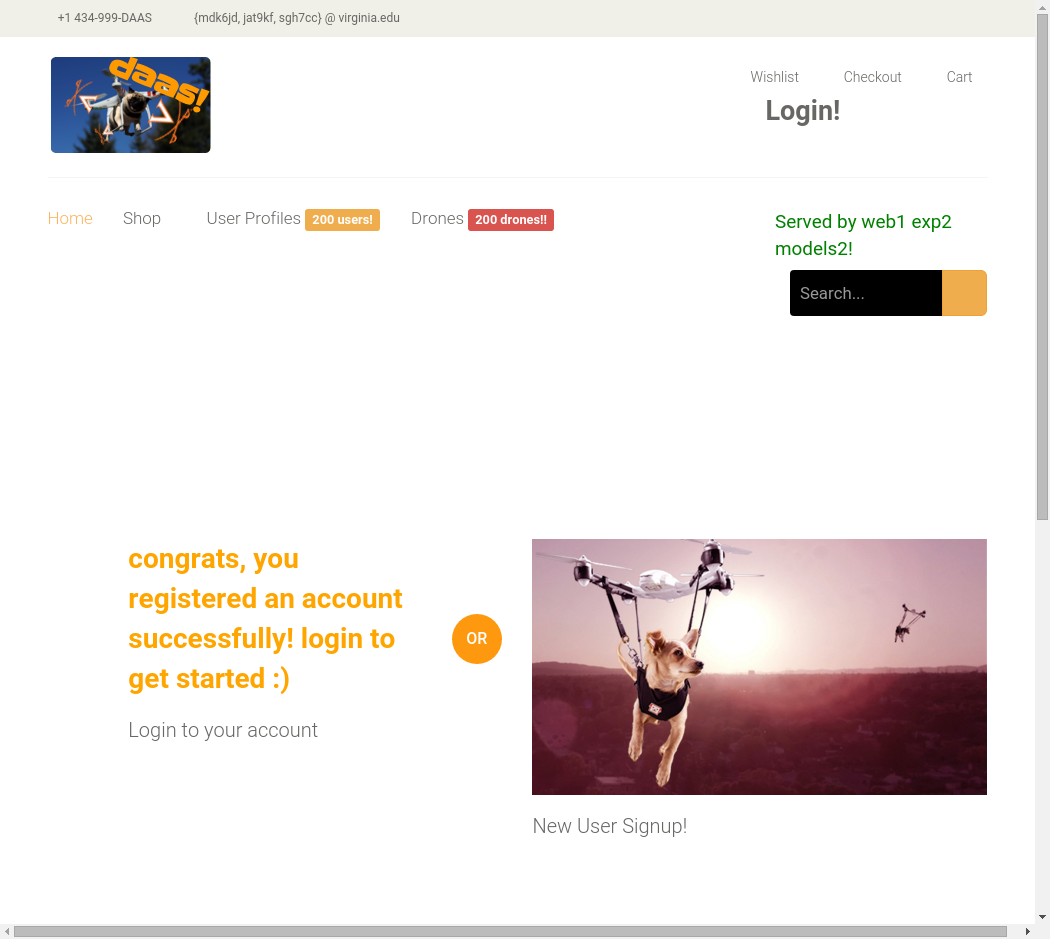 +1 434-999-DAAS {mdk6jd, jat9kf, sgh7cc} @ virginia.edu
daas!
Wishlist Checkout Cart
Login!
Home Shop User Profiles 200 users! Drones 200 drones!!
Served by web1 exp2
models2!
Search...
congrats, you
registered an account
successfully! login to
get started :)
Login to your account
OR
New User Signup!